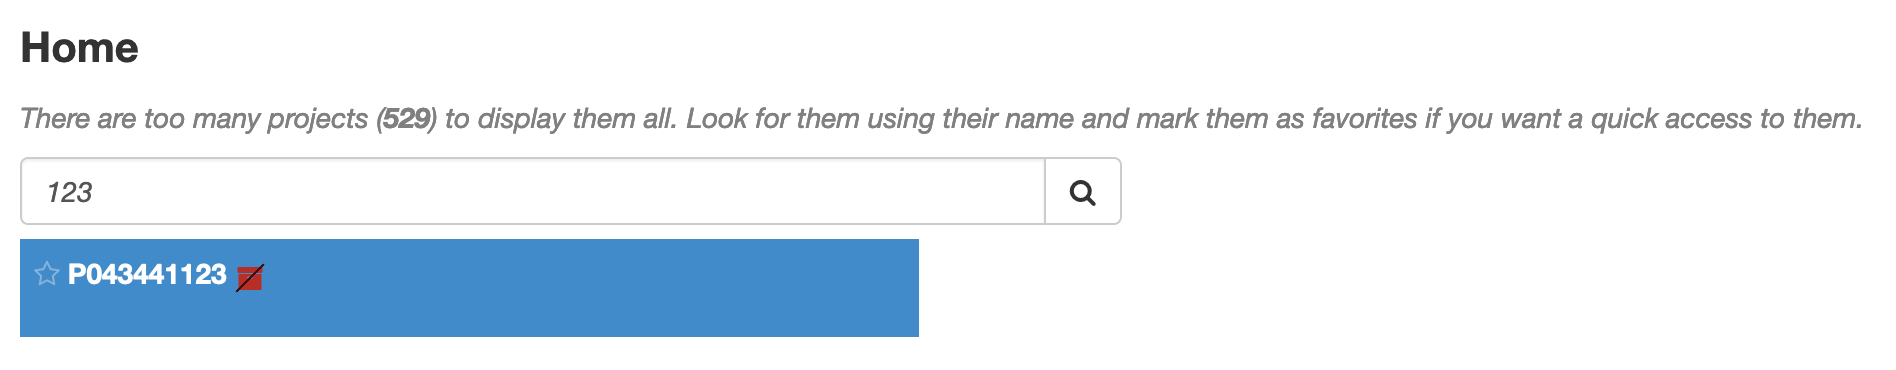 Home
There are too many projects (529) to display them all. Look for them using their name and mark them as favorites if you want a quick access to them.
123
P043441123